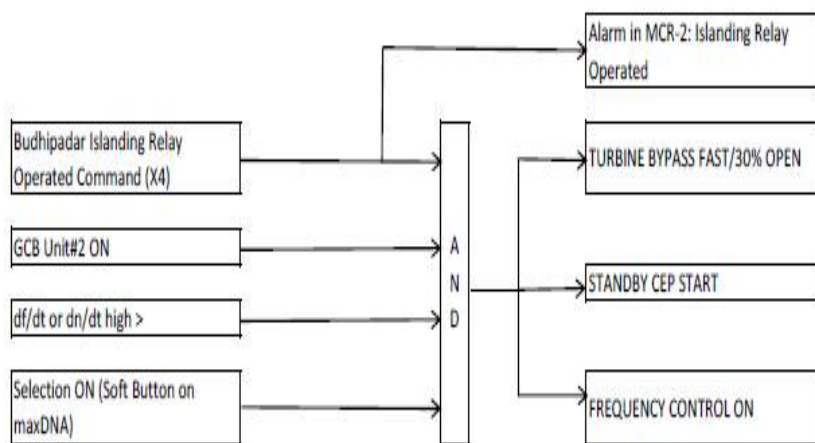 Alarm in MCR-2: Islanding Relay
Operated
Budhipadar Islanding Relay
Operated Command (X4)
TURBINE BYPASS FAST/30% OPEN
GCB Unit#2 ON
A
N
D
STANDBY CEP START
df/dt or dn/dt high >
Selection ON (Soft Button on
maxDNA)
FREQUENCY CONTROL ON